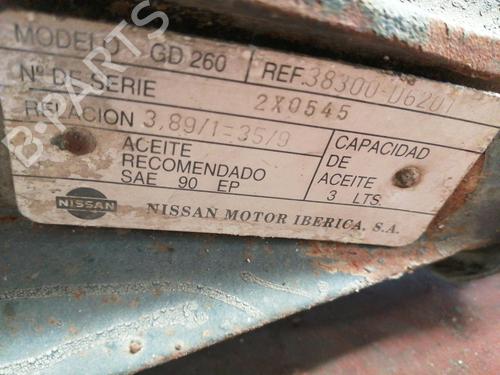 MODELO GD 260 REF. 38300-D6201
Nº DE SERIE 2X0545
RELACION 3,89/1=35/9
ACEITE
RECOMENDADO
SAE 90 EP
CAPACIDAD
DE
ACEITE
3 LTS.
NISSAN
NISSAN MOTOR IBERICA, S.A.
B-PARTS